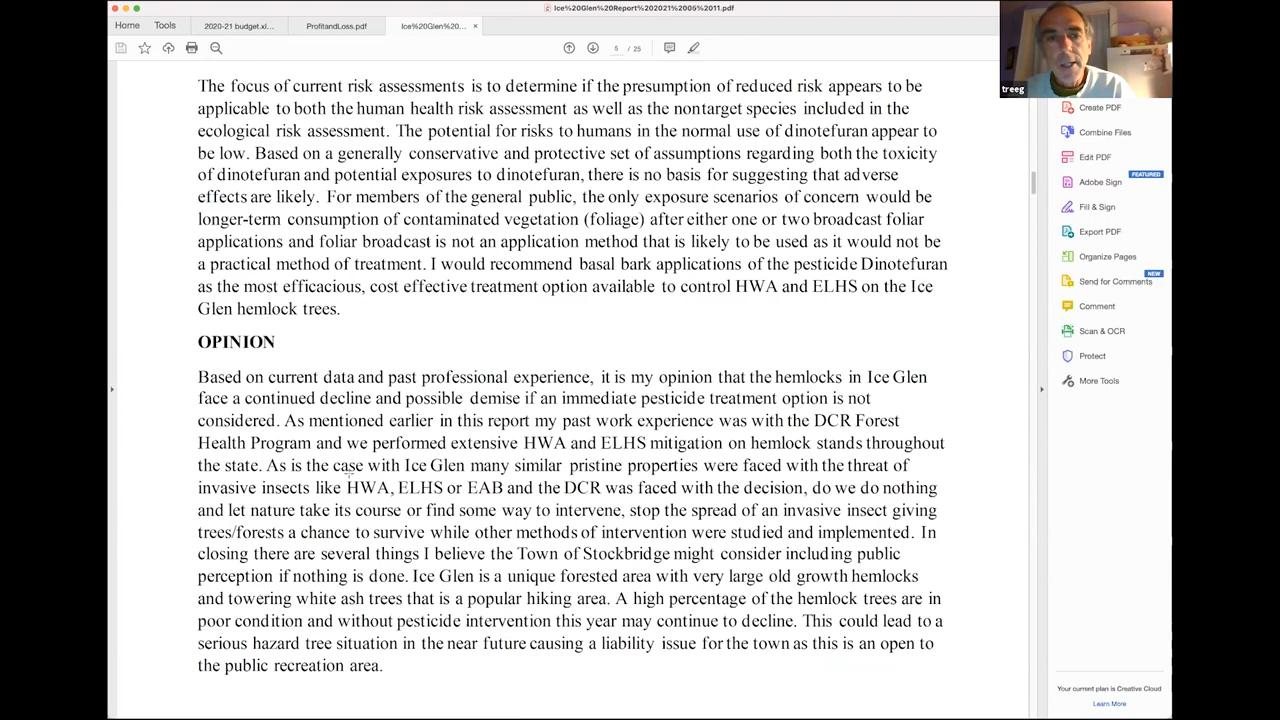 Ice%20Glen%20Report%202021%2006%2011.pdf
Home
Tools
2020-21 budget.xl...
ProfitandLoss.pdf
Ice%20Glen%20... ×
5 / 25
treeg
The focus of current risk assessments is to determine if the presumption of reduced risk appears to be
applicable to both the human health risk assessment as well as the nontarget species included in the
ecological risk assessment. The potential for risks to humans in the normal use of dinotefuran appear to
be low. Based on a generally conservative and protective set of assumptions regarding both the toxicity
of dinotefuran and potential exposures to dinotefuran, there is no basis for suggesting that adverse
effects are likely. For members of the general public, the only exposure scenarios of concern would be
longer-term consumption of contaminated vegetation (foliage) after either one or two broadcast foliar
applications and foliar broadcast is not an application method that is likely to be used as it would not be
a practical method of treatment. I would recommend basal bark applications of the pesticide Dinotefuran
as the most efficacious, cost effective treatment option available to control HWA and ELHS on the Ice
Glen hemlock trees.
OPINION
Based on current data and past professional experience, it is my opinion that the hemlocks in Ice Glen
face a continued decline and possible demise if an immediate pesticide treatment option is not
considered. As mentioned earlier in this report my past work experience was with the DCR Forest
Health Program and we performed extensive HWA and ELHS mitigation on hemlock stands throughout
the state. As is the case with Ice Glen many similar pristine properties were faced with the threat of
invasive insects like HWA, ELHS or EAB and the DCR was faced with the decision, do we do nothing
and let nature take its course or find some way to intervene, stop the spread of an invasive insect giving
trees/forests a chance to survive while other methods of intervention were studied and implemented. In
closing there are several things I believe the Town of Stockbridge might consider including public
perception if nothing is done. Ice Glen is a unique forested area with very large old growth hemlocks
and towering white ash trees that is a popular hiking area. A high percentage of the hemlock trees are in
poor condition and without pesticide intervention this year may continue to decline. This could lead to a
serious hazard tree situation in the near future causing a liability issue for the town as this is an open to
the public recreation area.
Create PDF
Combine Files
Edit PDF
FEATURED
Adobe Sign
Fill & Sign
Export PDF
Organize Pages
NEW
Send for Comments
Comment
Scan & OCR
Protect
More Tools
Your current plan is Creative Cloud
Learn More